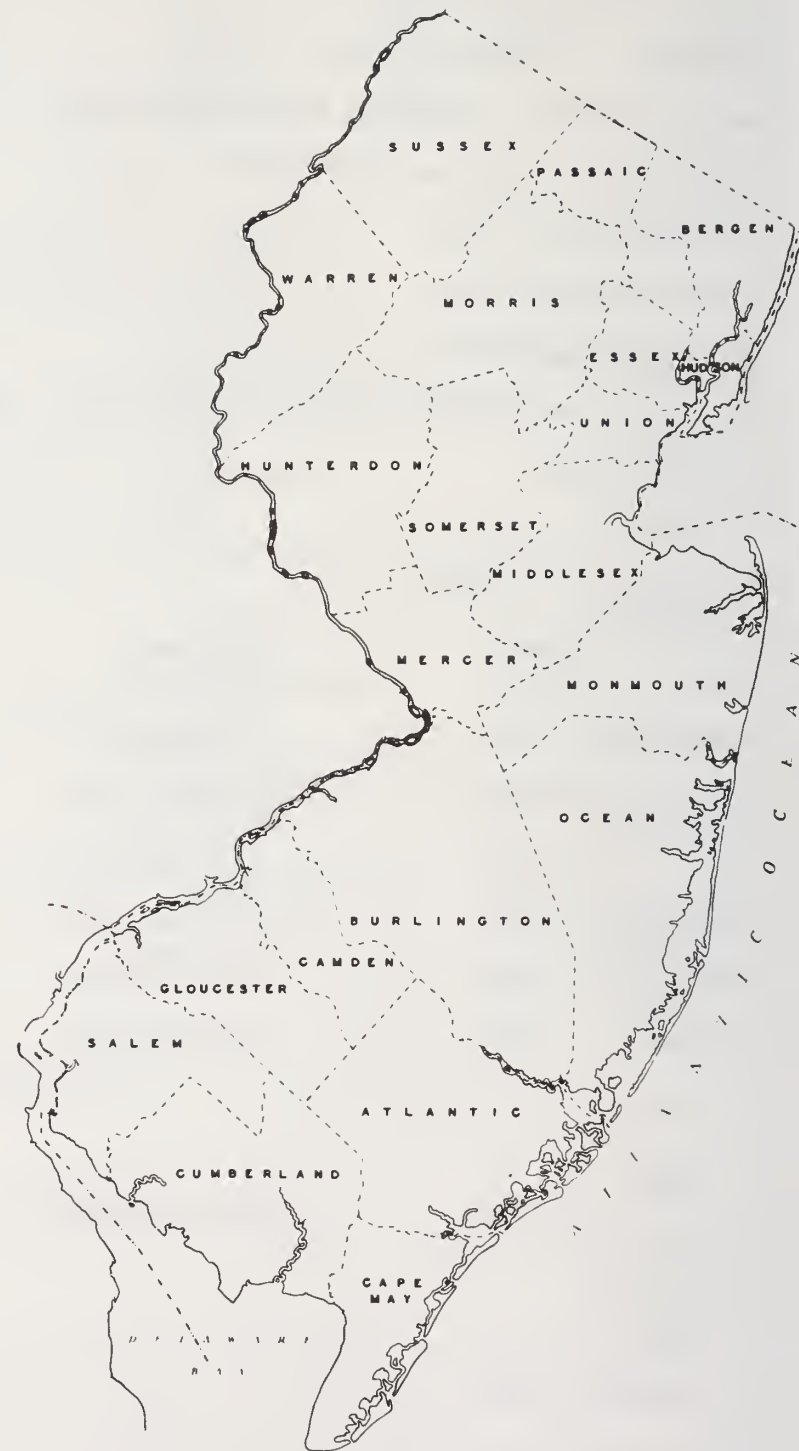 SUSSEX
PASSAIC
BERGEN
WARREN
MORRIS
ESSEX
HUDSON
UNION
HUNTERDON
SOMERSET
MIDDLESEX
MERCER
MONMOUTH
OCEAN
BURLINGTON
CAMDEN
GLOUCESTER
SALEM
ATLANTIC
CUMBERLAND
CAPE
MAY
OCEAN